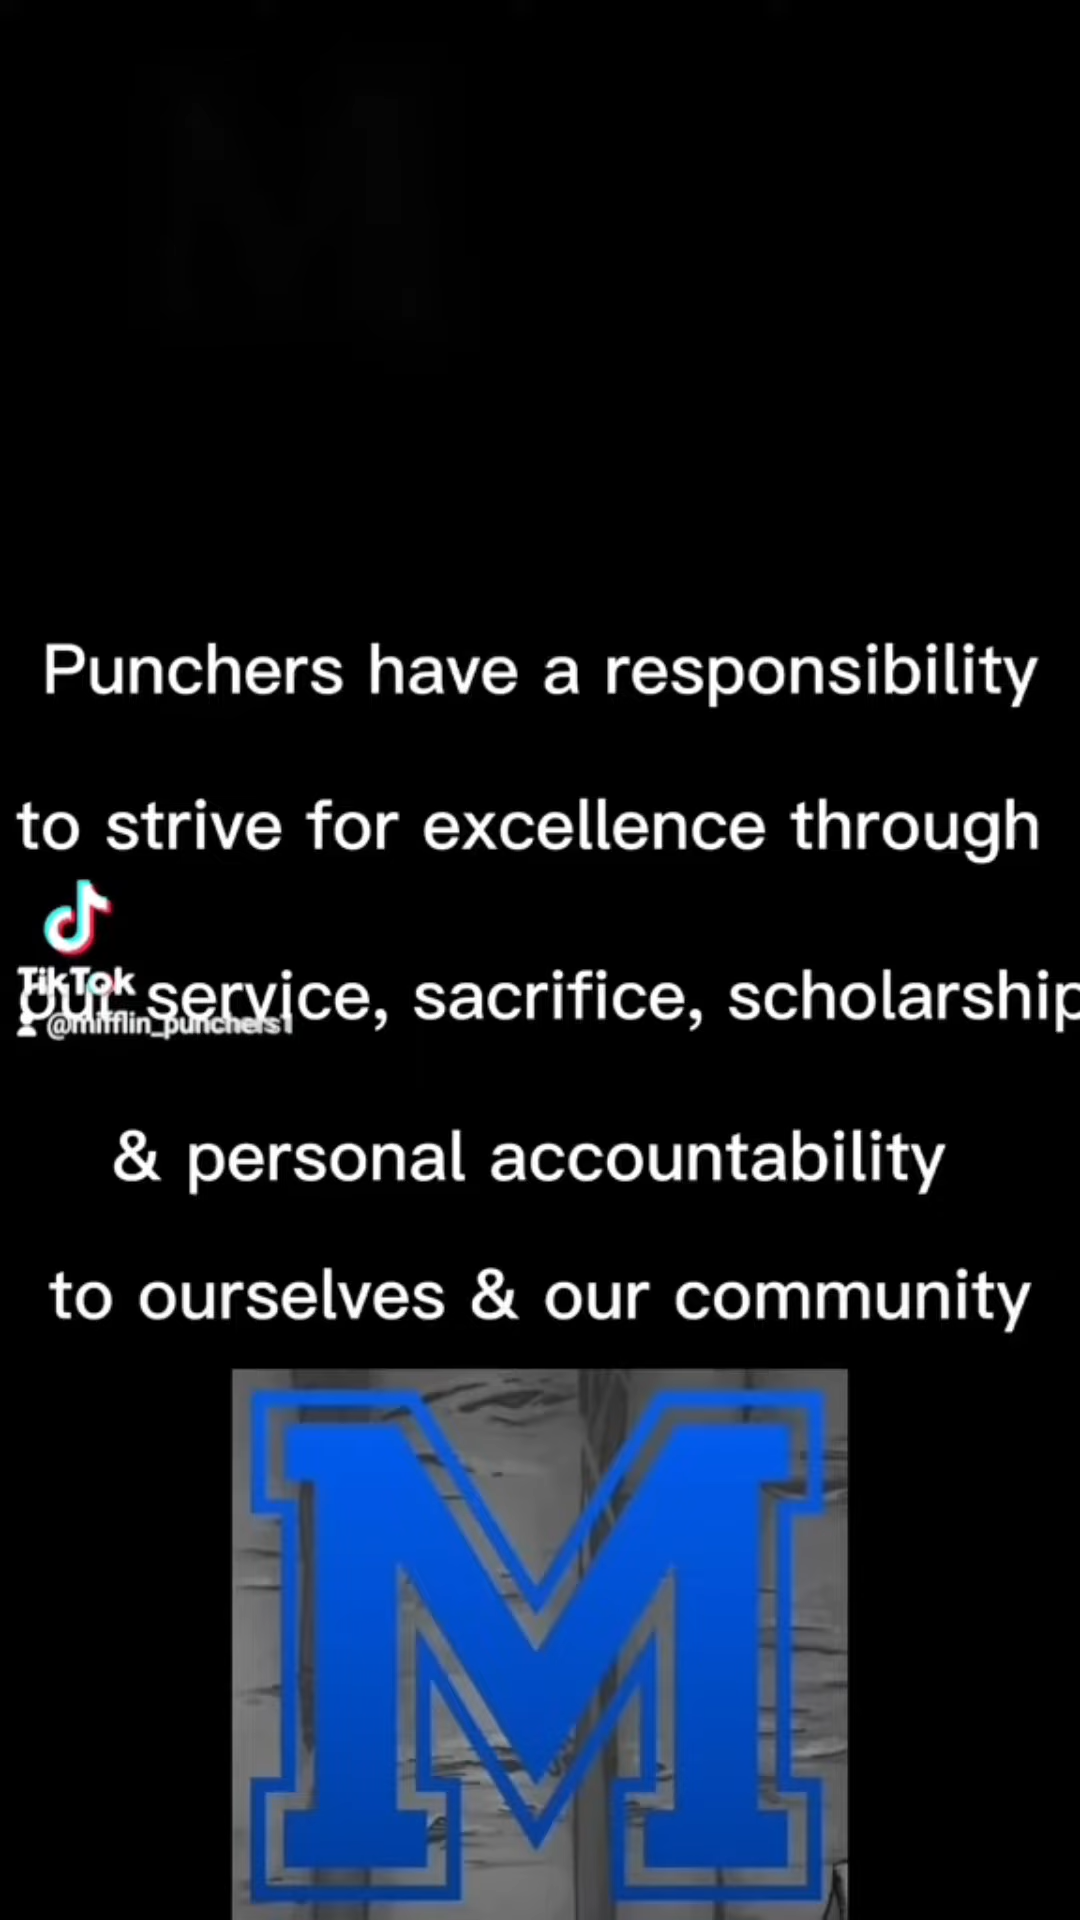 Punchers have a responsibility
to strive for excellence through
TikTok
our service, sacrifice, scholarship
@mifflin_punchers1
& personal accountability
to ourselves & our community
M